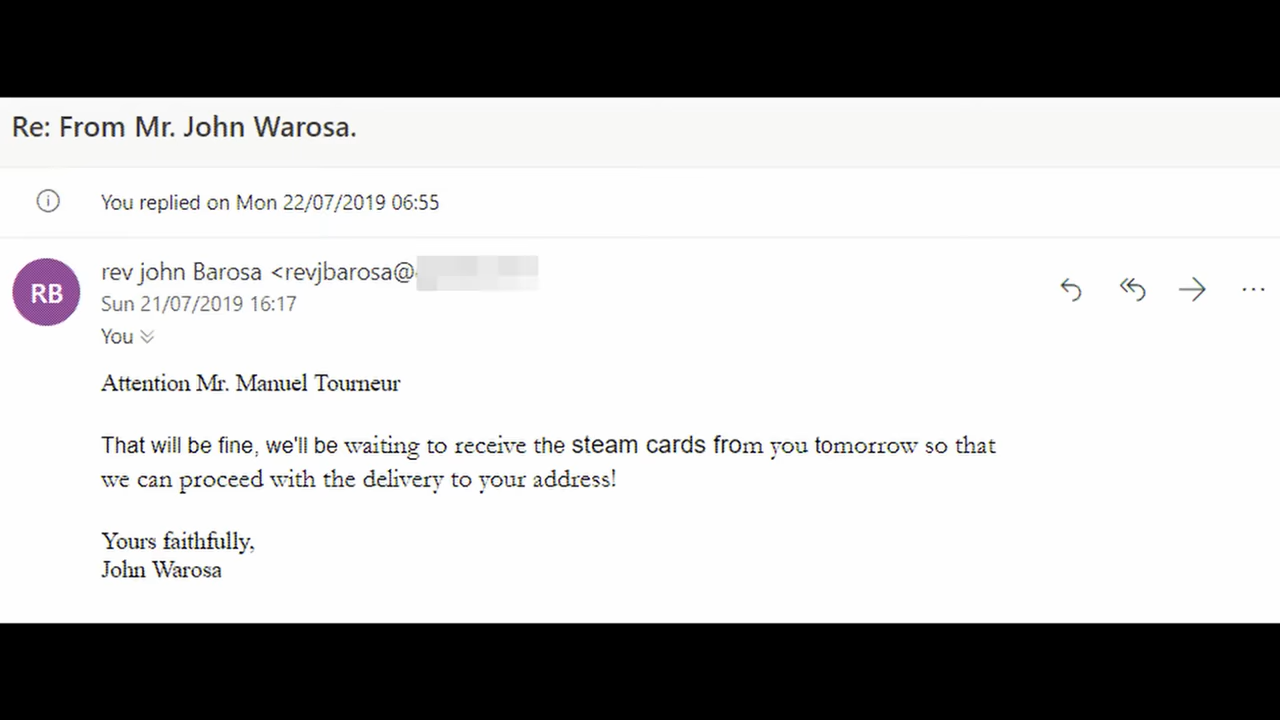 Re: From Mr. John Warosa.
You replied on Mon 22/07/2019 06:55
RB
rev john Barosa <revjbarosa@
Sun 21/07/2019 16:17
You
Attention Mr. Manuel Tourneur
That will be fine, we'll be waiting to receive the steam cards from you tomorrow so that
we can proceed with the delivery to your address!
Yours faithfully,
John Warosa